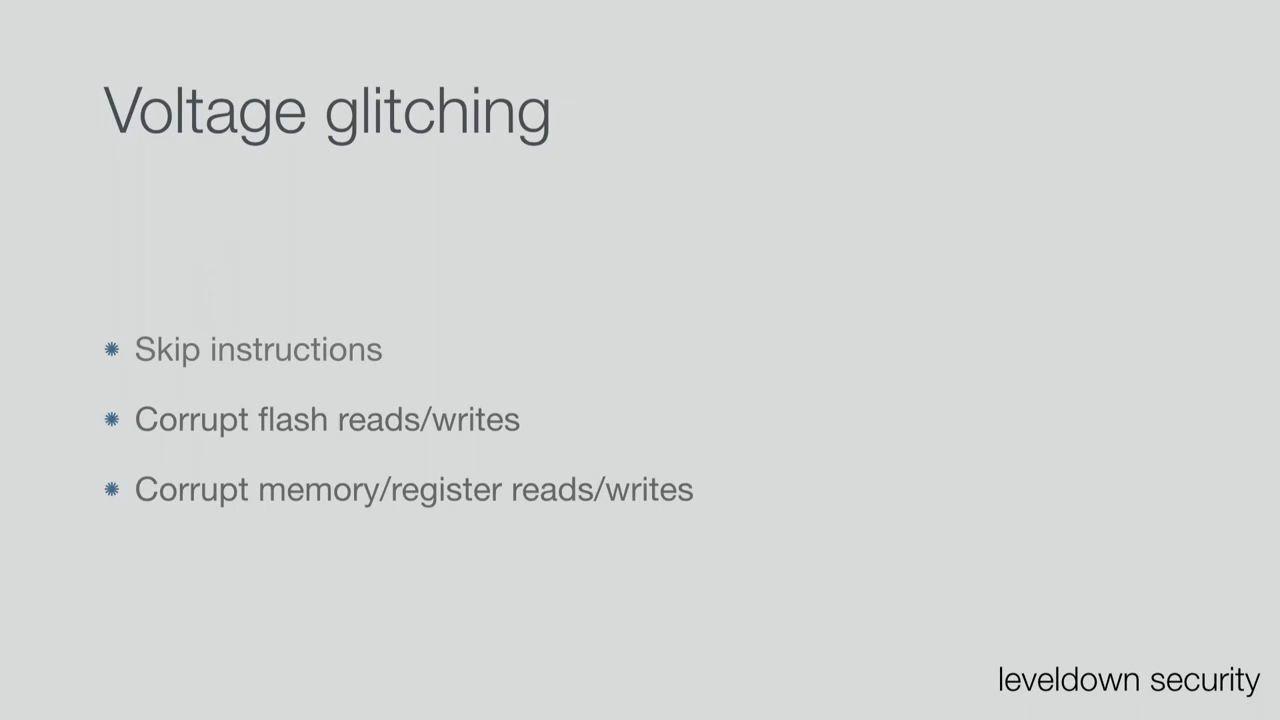 Voltage glitching
Skip instructions
Corrupt flash reads/writes
Corrupt memory/register reads/writes
leveldown security